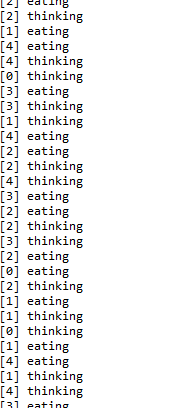 [2] eating
[2] thinking
[1] eating
[4] eating
[4] thinking
[0] thinking
[3] eating
[3] thinking
[1] thinking
[4] eating
[2] eating
[2] thinking
[4] thinking
[3] eating
[2] eating
[2] thinking
[3] thinking
[2] eating
[0] eating
[2] thinking
[1] eating
[1] thinking
[0] thinking
[1] eating
[4] eating
[1] thinking
[4] thinking
[3] eating